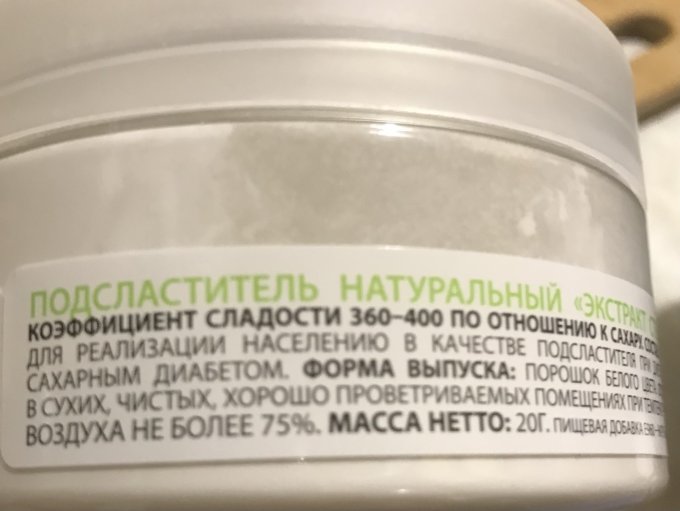 ПОДСЛАСТИТЕЛЬ НАТУРАЛЬНЫЙ «ЭКСТРАКТ
КОЭФФИЦИЕНТ СЛАДОСТИ 360–400 ПО ОТНОШЕНИЮ К САХАРУ
ДЛЯ РЕАЛИЗАЦИИ НАСЕЛЕНИЮ В КАЧЕСТВЕ ПОДСЛАСТИТЕЛЯ ПРИ
САХАРНЫМ ДИАБЕТОМ. ФОРМА ВЫПУСКА: ПОРОШОК БЕЛОГО ЦВЕТА
В СУХИХ, ЧИСТЫХ, ХОРОШО ПРОВЕТРИВАЕМЫХ ПОМЕЩЕНИЯХ ПРИ
ВОЗДУХА НЕ БОЛЕЕ 75%. МАССА НЕТТО: 20Г. ПИЩЕВАЯ ДОБАВКА